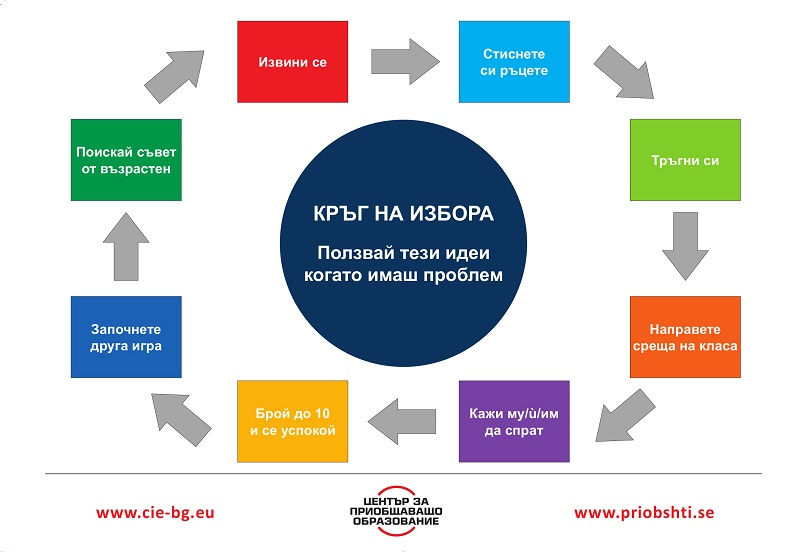 Извини се
Стиснете
си ръцете
Тръгни си
Направете
среща на класа
Кажи му/ѝ/им
да спрат
Брой до 10
и се успокой
Започнете
друга игра
Поискай съвет
от възрастен
КРЪГ НА ИЗБОРА
Ползвай тези идеи
когато имаш проблем
www.cie-bg.eu
ЦЕНТЪР ЗА
ПРИОБЩАВАЩО
ОБРАЗОВАНИЕ
www.priobshti.se